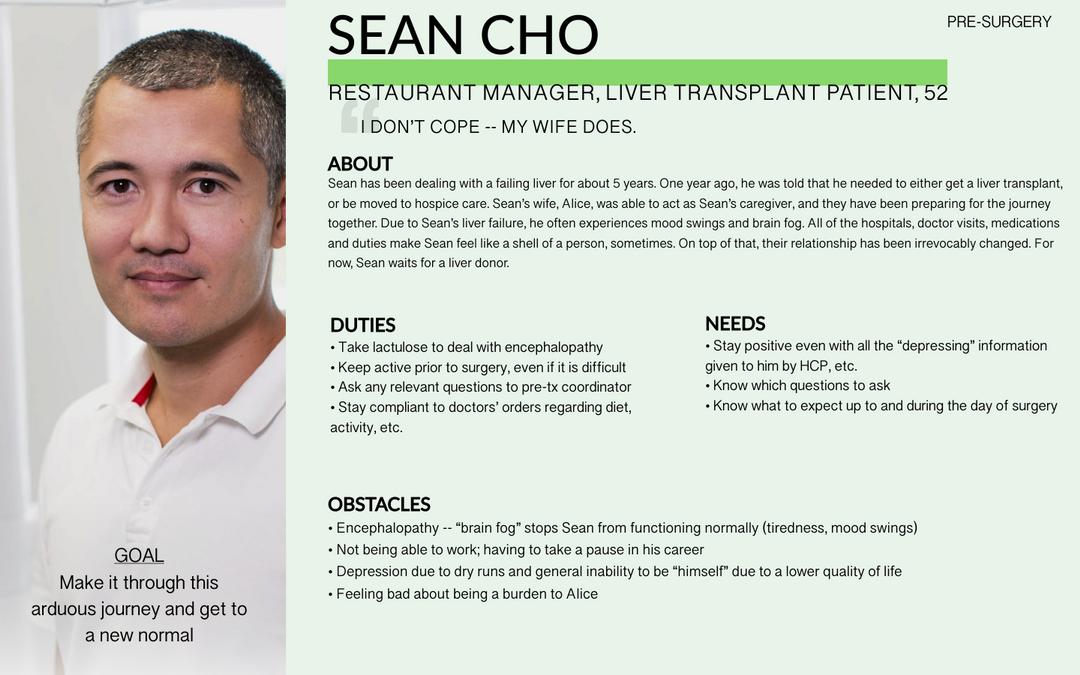 SEAN CHO
PRE-SURGERY
RESTAURANT MANAGER, LIVER TRANSPLANT PATIENT, 52
“
I DON’T COPE -- MY WIFE DOES.
ABOUT
Sean has been dealing with a failing liver for about 5 years. One year ago, he was told that he needed to either get a liver transplant,
or be moved to hospice care. Sean’s wife, Alice, was able to act as Sean’s caregiver, and they have been preparing for the journey
together. Due to Sean’s liver failure, he often experiences mood swings and brain fog. All of the hospitals, doctor visits, medications
and duties make Sean feel like a shell of a person, sometimes. On top of that, their relationship has been irrevocably changed. For
now, Sean waits for a liver donor.
DUTIES
• Take lactulose to deal with encephalopathy
• Keep active prior to surgery, even if it is difficult
• Ask any relevant questions to pre-tx coordinator
• Stay compliant to doctors’ orders regarding diet,
activity, etc.
NEEDS
• Stay positive even with all the “depressing” information
given to him by HCP, etc.
• Know which questions to ask
• Know what to expect up to and during the day of surgery
OBSTACLES
• Encephalopathy -- “brain fog” stops Sean from functioning normally (tiredness, mood swings)
• Not being able to work; having to take a pause in his career
• Depression due to dry runs and general inability to be “himself” due to a lower quality of life
• Feeling bad about being a burden to Alice
GOAL
Make it through this
arduous journey and get to
a new normal